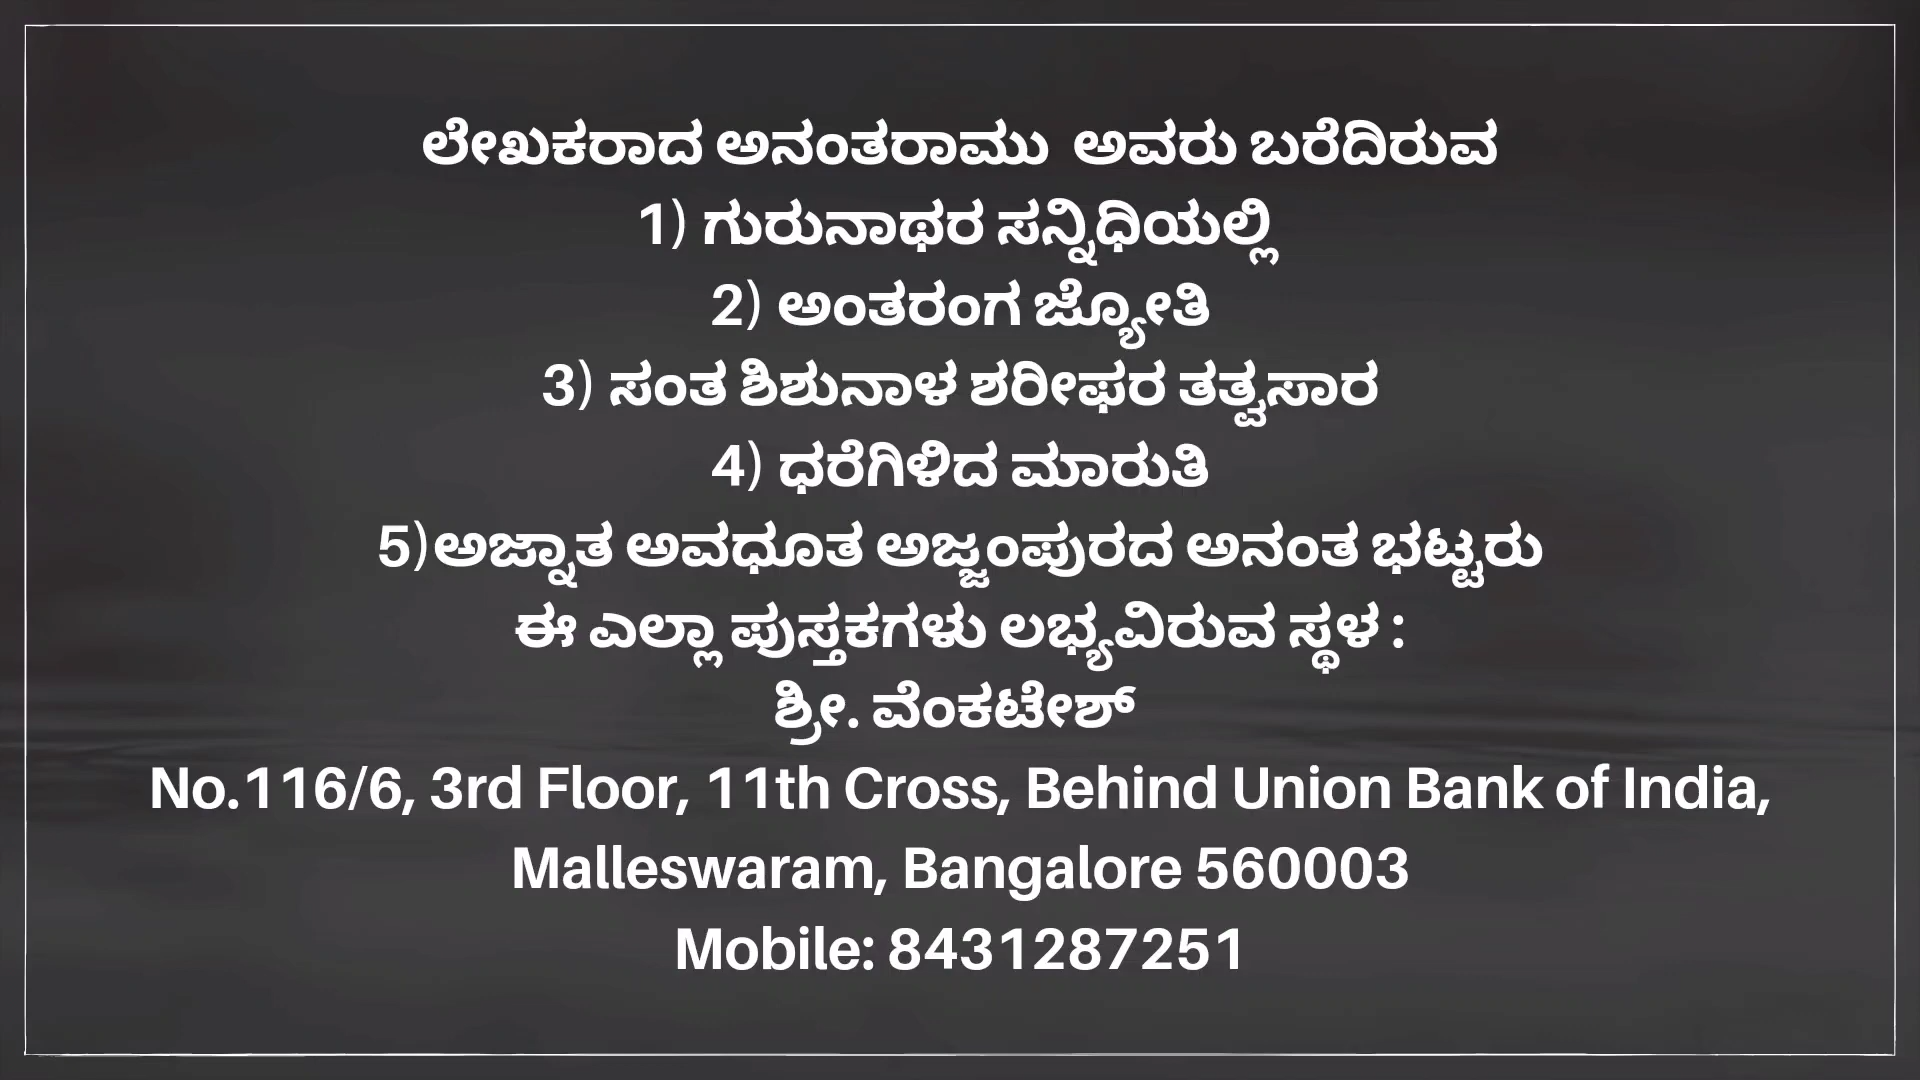 ಲೇಖಕರಾದ ಅನಂತರಾಮು ಅವರು ಬರೆದಿರುವ
1) ಗುರುನಾಥರ ಸನ್ನಿಧಿಯಲ್ಲಿ
2) ಅಂತರಂಗ ಜ್ಯೋತಿ
3) ಸಂತ ಶಿಶುನಾಳ ಶರೀಫರ ತತ್ವಸಾರ
4) ಧರೆಗಿಳಿದ ಮಾರುತಿ
5)ಅಜ್ನಾತ ಅವಧೂತ ಅಜ್ಜಂಪುರದ ಅನಂತ ಭಟ್ಟರು
ಈ ಎಲ್ಲಾ ಪುಸ್ತಕಗಳು ಲಭ್ಯವಿರುವ ಸ್ಥಳ :
ಶ್ರೀ. ವೆಂಕಟೇಶ್
No.116/6, 3rd Floor, 11th Cross, Behind Union Bank of India,
Malleswaram, Bangalore 560003
Mobile: 8431287251